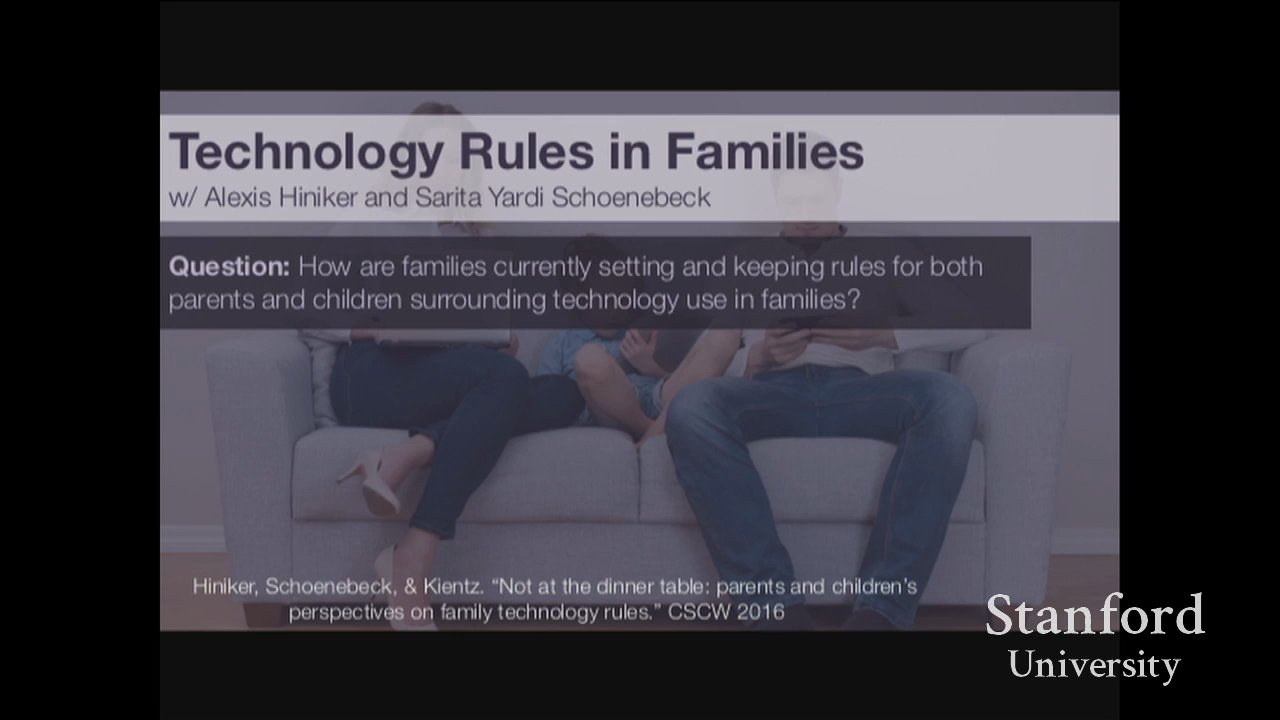 Technology Rules in Families
w/ Alexis Hiniker and Sarita Yardi Schoenebeck
Question: How are families currently setting and keeping rules for both
parents and children surrounding technology use in families?
Hiniker, Schoenebeck, & Kientz. “Not at the dinner table: parents and children’s
perspectives on family technology rules.” CSCW 2016
Stanford
University